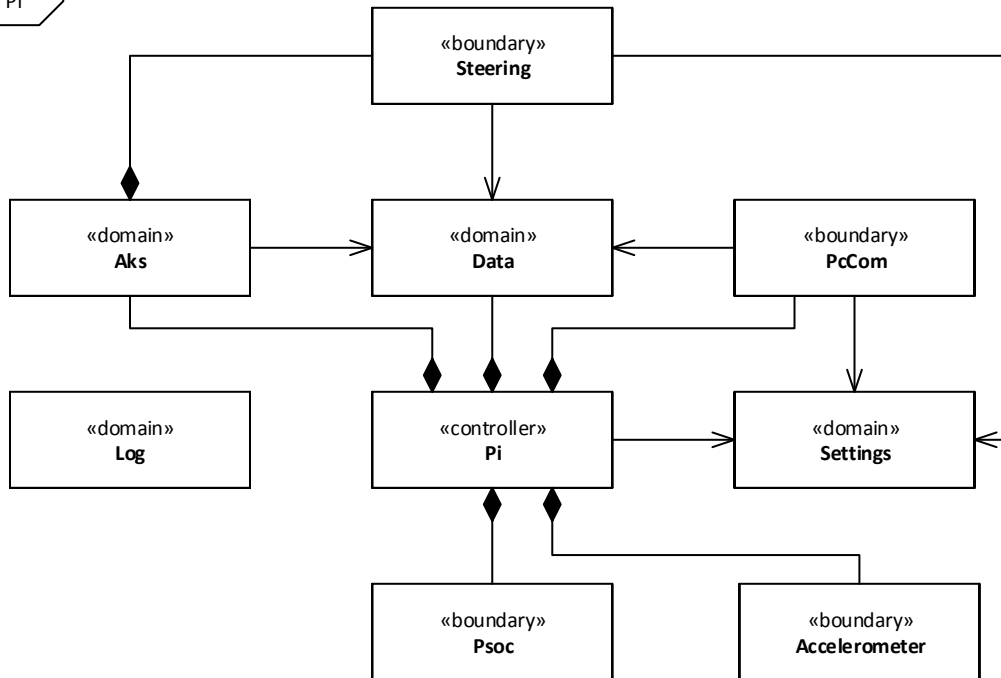 Pi
«boundary»
Steering
«domain»
Aks
«domain»
Data
«boundary»
PcCom
«domain»
Log
«controller»
Pi
«domain»
Settings
«boundary»
Psoc
«boundary»
Accelerometer